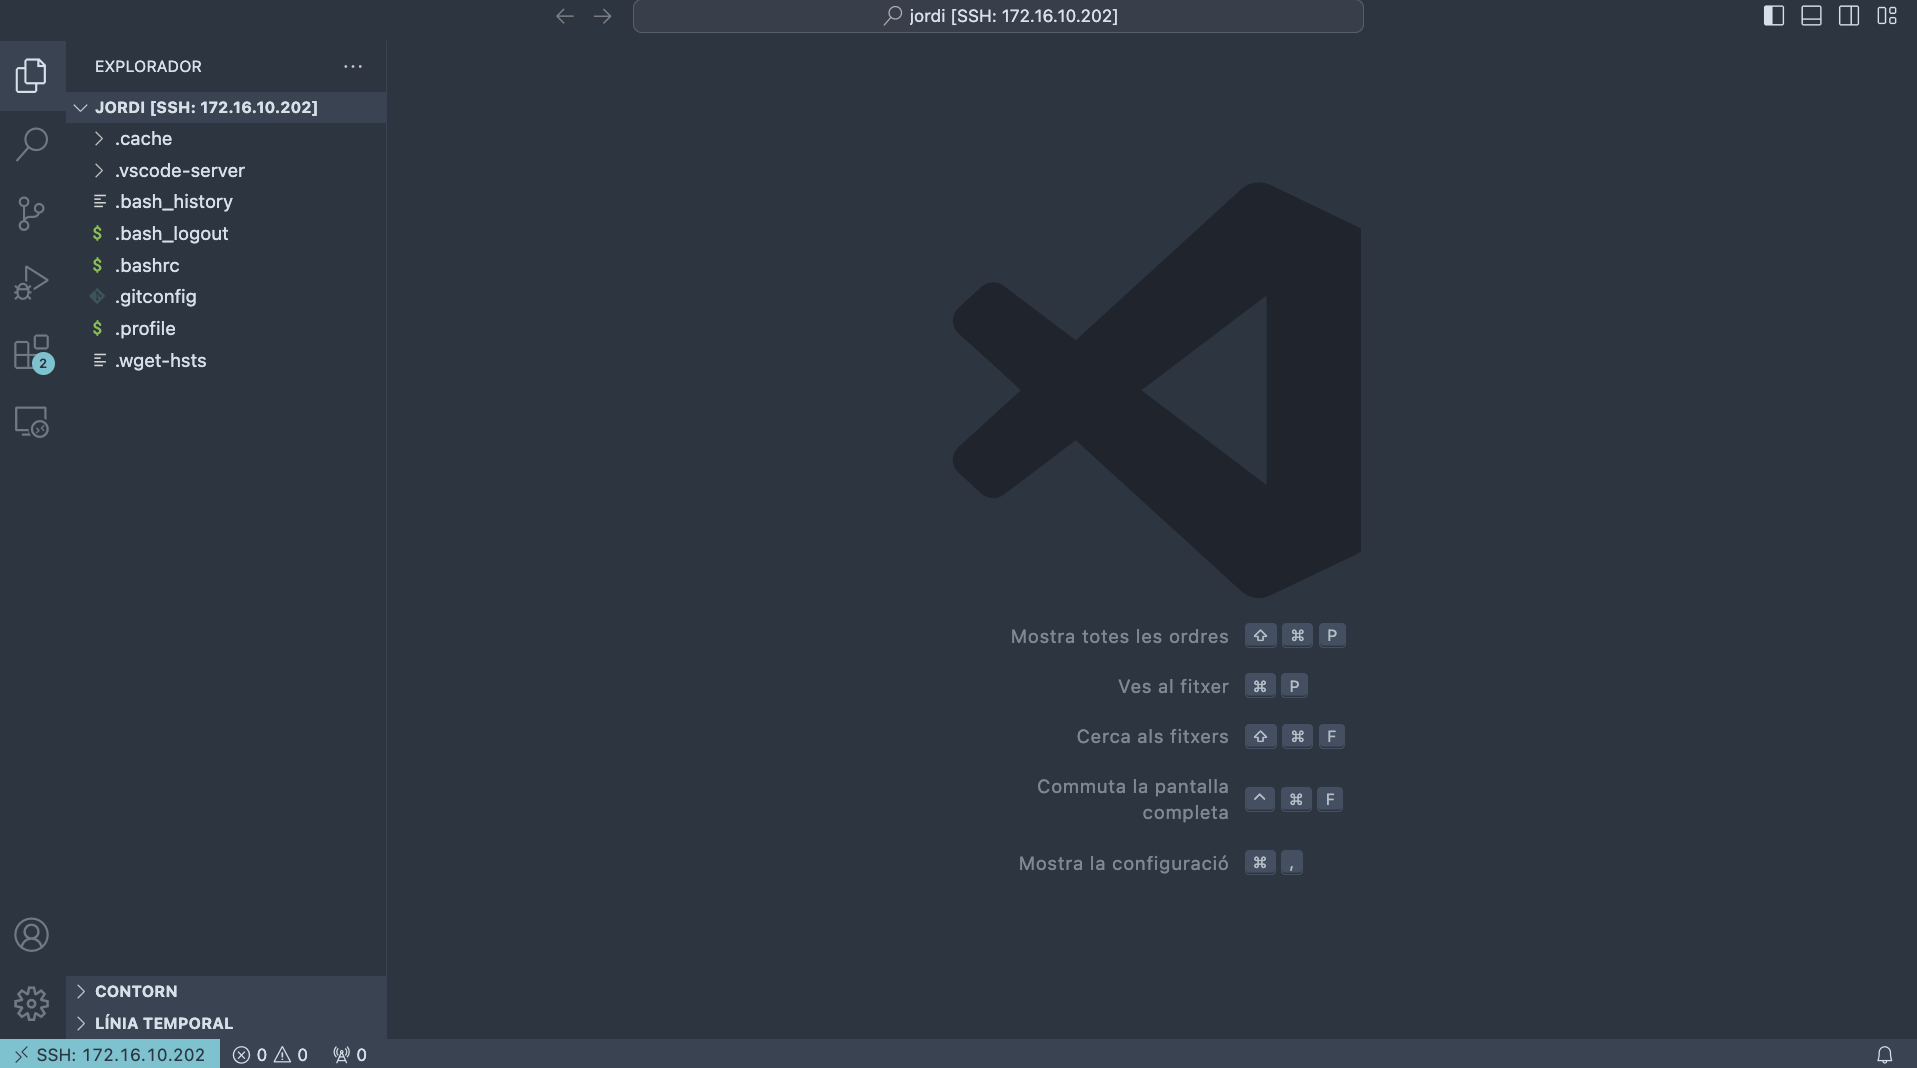 jordi [SSH: 172.16.10.202]
EXPLORADOR
JORDI [SSH: 172.16.10.202]
.cache
.vscode-server
.bash_history
$ .bash_logout
$ .bashrc
.gitconfig
$ .profile
.wget-hsts
2
Mostra totes les ordres ⇧ ⌘ P
Ves al fitxer ⌘ P
Cerca als fitxers ⇧ ⌘ F
Commuta la pantalla
completa ^ ⌘ F
Mostra la configuració ⌘ ,
CONTORN
LÍNIA TEMPORAL
SSH: 172.16.10.202 0 0 0